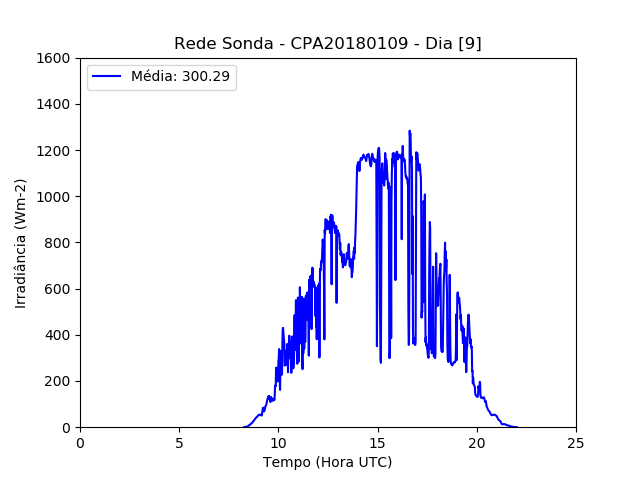 Rede Sonda - CPA20180109 - Dia [9]
Média: 300.29
1600
1400
1200
1000
800
600
400
200
0
Irradiância (Wm-2)
0 5 10 15 20 25
Tempo (Hora UTC)